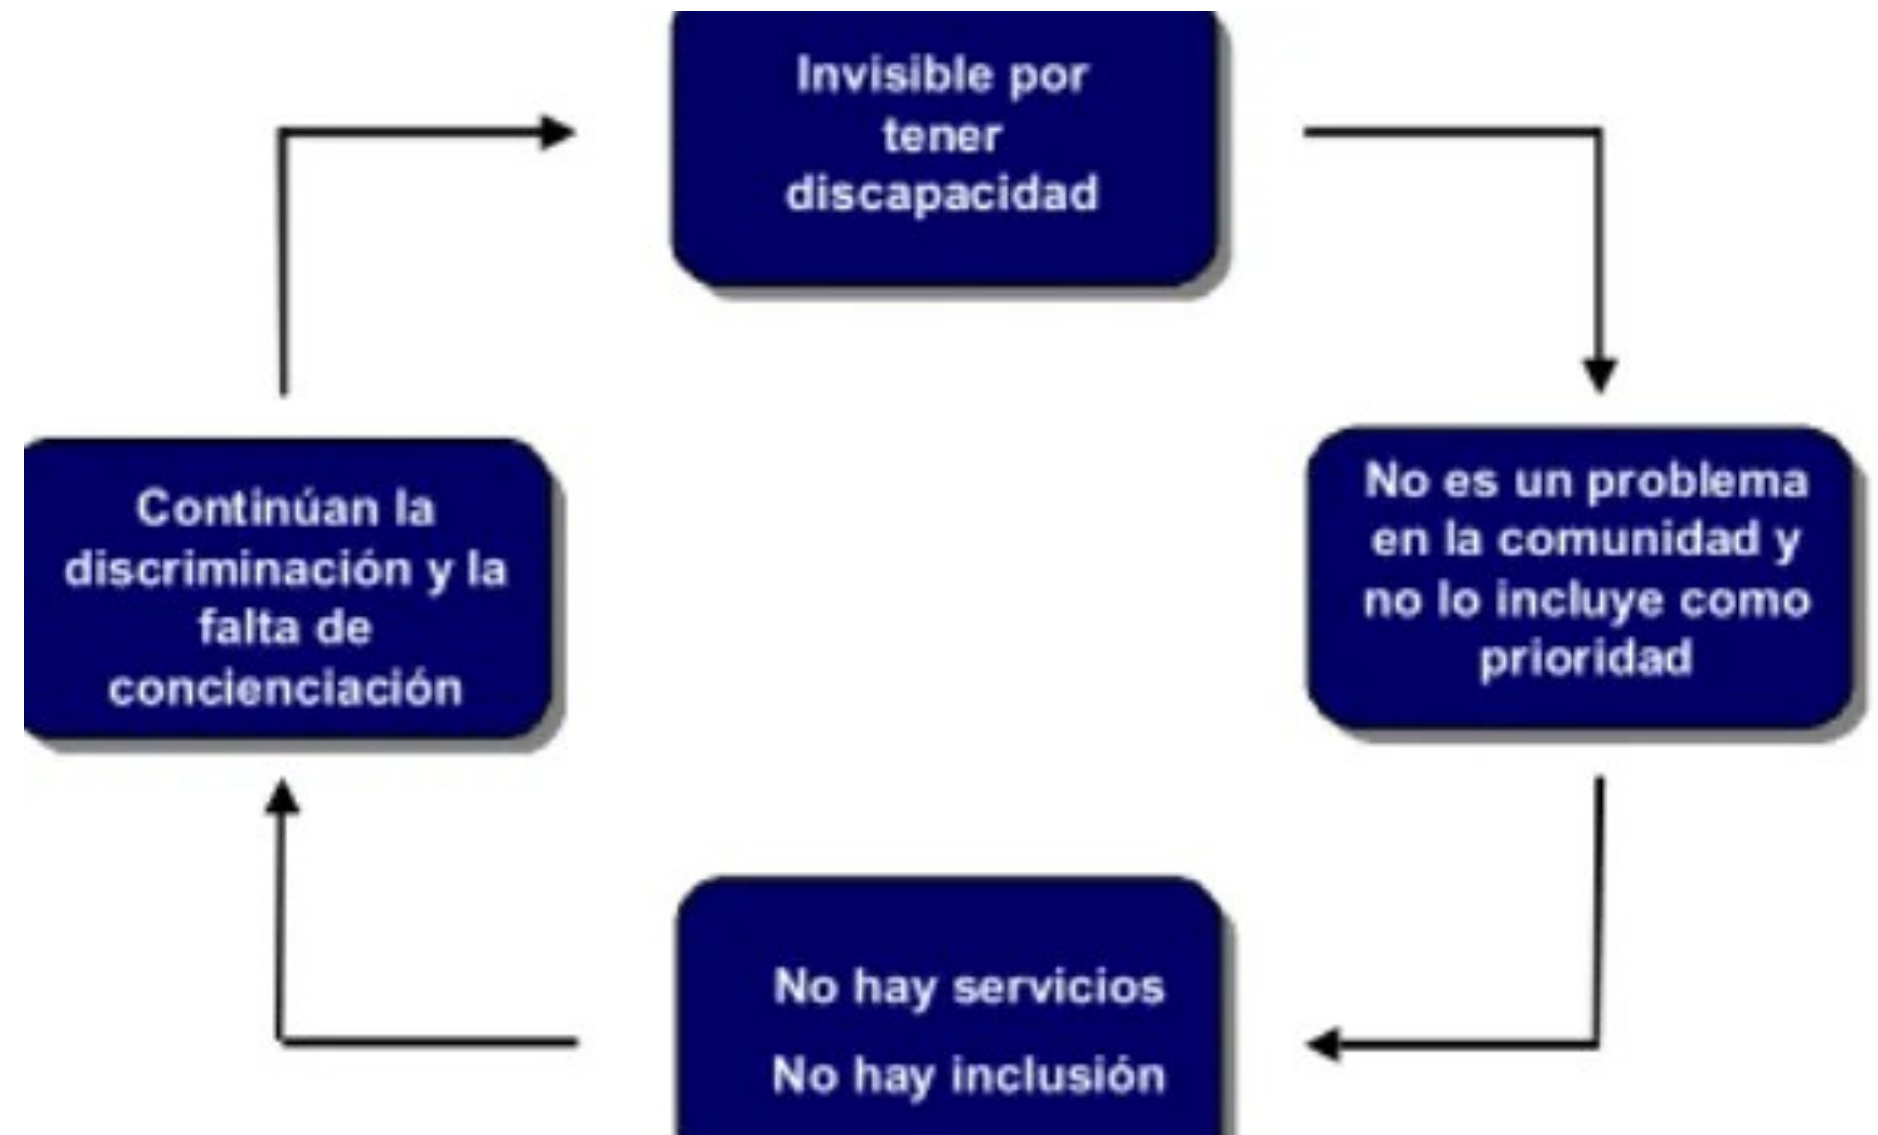 Invisible por
tener
discapacidad
No es un problema
en la comunidad y
no lo incluye como
prioridad
No hay servicios
No hay inclusión
Continúan la
discriminación y la
falta de
concienciación